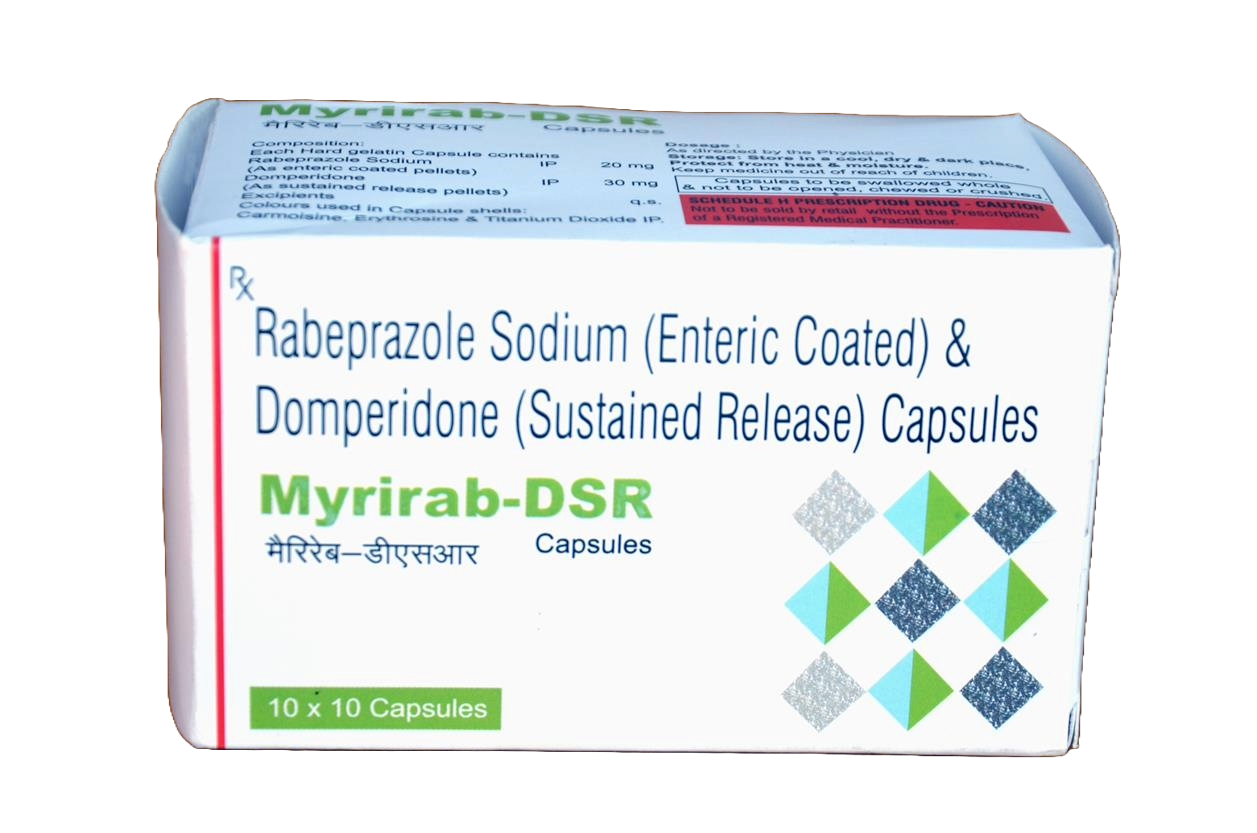 Myrirab-DSR
मैरिरेब–डीएसआर Capsules
Composition:
Each Hard gelatin Capsule contains
Rabeprazole Sodium IP 20 mg
(As enteric coated pellets)
Domperidone IP 30 mg
(As sustained release pellets)
Excipients q.s.
Colours used in Capsule shells:
Carmoisine, Erythrosine & Titanium Dioxide IP.
Dosage :
As directed by the Physician
Storage: Store in a cool, dry & dark place,
Protect from heat & moisture.
Keep medicine out of reach of children.
Capsules to be swallowed whole
& not to be opened, chewed or crushed.
SCHEDULE H PRESCRIPTION DRUG - CAUTION
Not to be sold by retail without the Prescription
of a Registered Medical Practitioner.
Rx
Rabeprazole Sodium (Enteric Coated) &
Domperidone (Sustained Release) Capsules
Myrirab-DSR
मैरिरेब–डीएसआर Capsules
10 x 10 Capsules